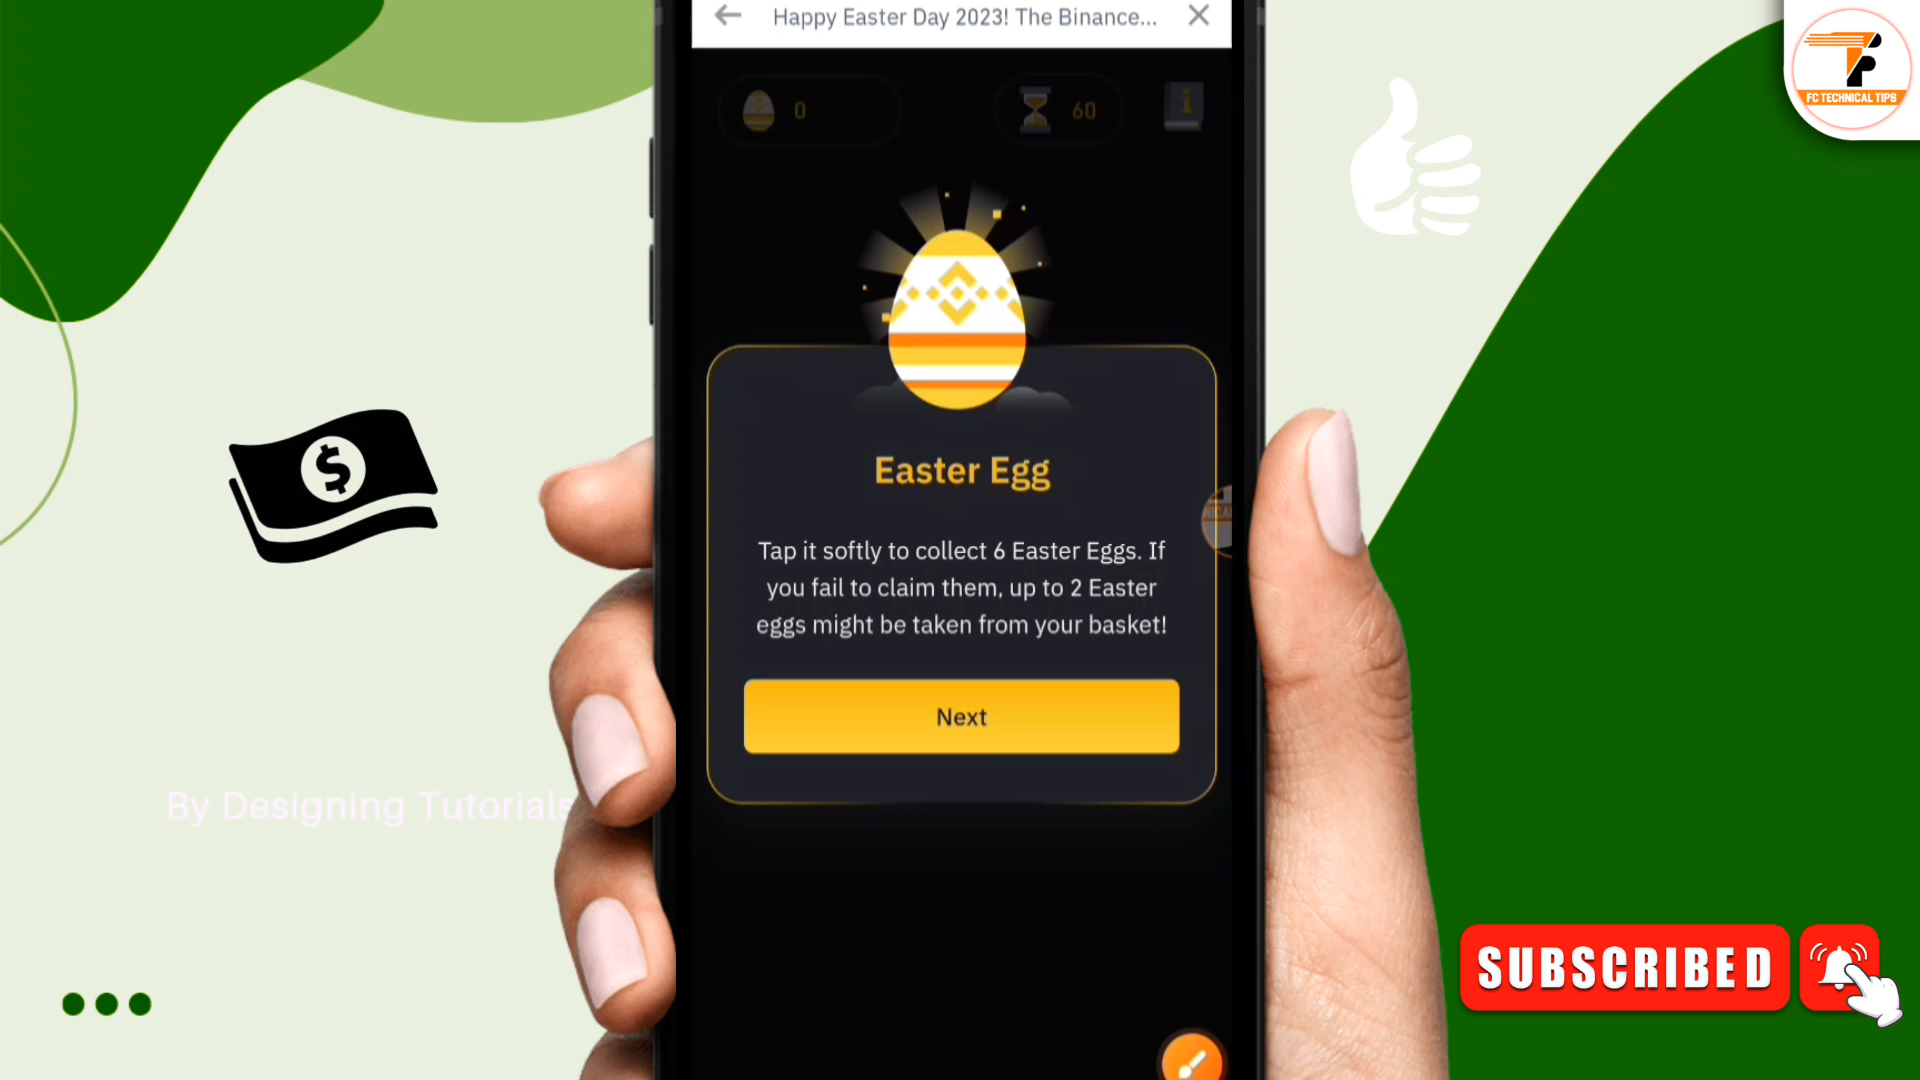 Happy Easter Day 2023! The Binance...
0
60
i
FC TECHNICAL TIPS
Easter Egg
Tap it softly to collect 6 Easter Eggs. If
you fail to claim them, up to 2 Easter
eggs might be taken from your basket!
Next
By Designing Tutorials
SUBSCRIBED